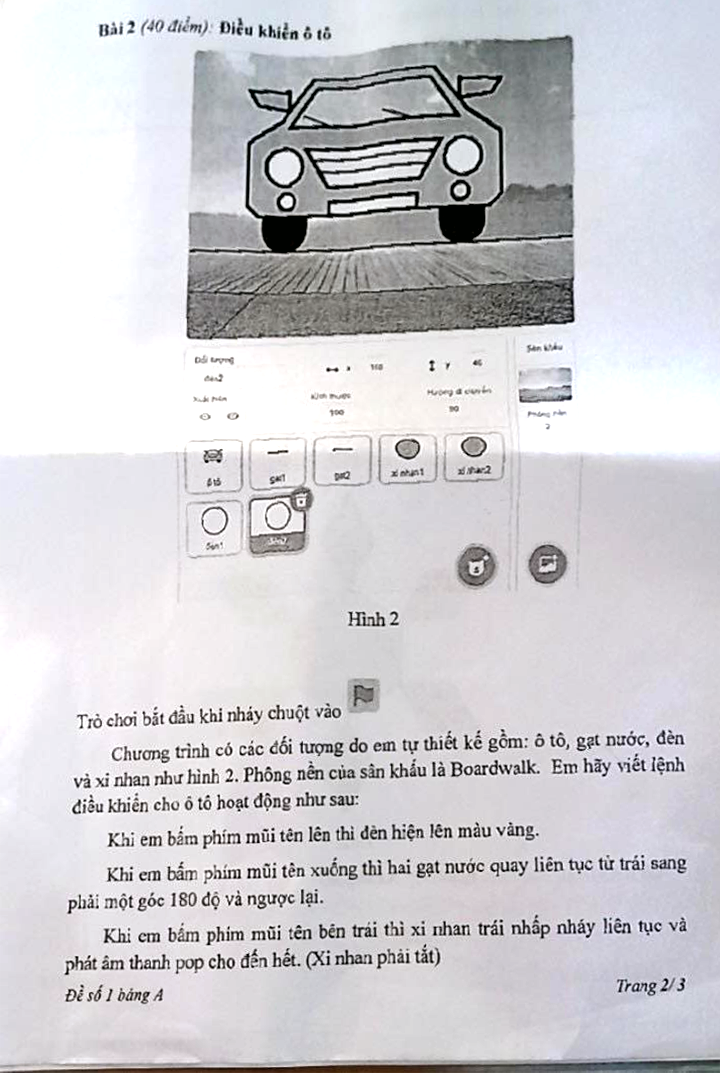 Bài 2 (40 điểm): Điều khiển ô tô
Đối tượng
đèn2
x
y
Sân khấu
Xuất hiện
Kích thước
100
Hướng di chuyển
90
Phông nền
2
ô tô
gạt1
gạt2
xi nhan1
xi nhan2
đèn1
đèn2
Hình 2
Trò chơi bắt đầu khi nháy chuột vào
Chương trình có các đối tượng do em tự thiết kế gồm: ô tô, gạt nước, đèn
và xi nhan như hình 2. Phông nền của sân khấu là Boardwalk. Em hãy viết lệnh
điều khiển cho ô tô hoạt động như sau:
Khi em bấm phím mũi tên lên thì đèn hiện lên màu vàng.
Khi em bấm phím mũi tên xuống thì hai gạt nước quay liên tục từ trái sang
phải một góc 180 độ và ngược lại.
Khi em bấm phím mũi tên bên trái thì xi nhan trái nhấp nháy liên tục và
phát âm thanh pop cho đến hết. (Xi nhan phải tắt)
Đề số 1 bảng A
Trang 2/ 3